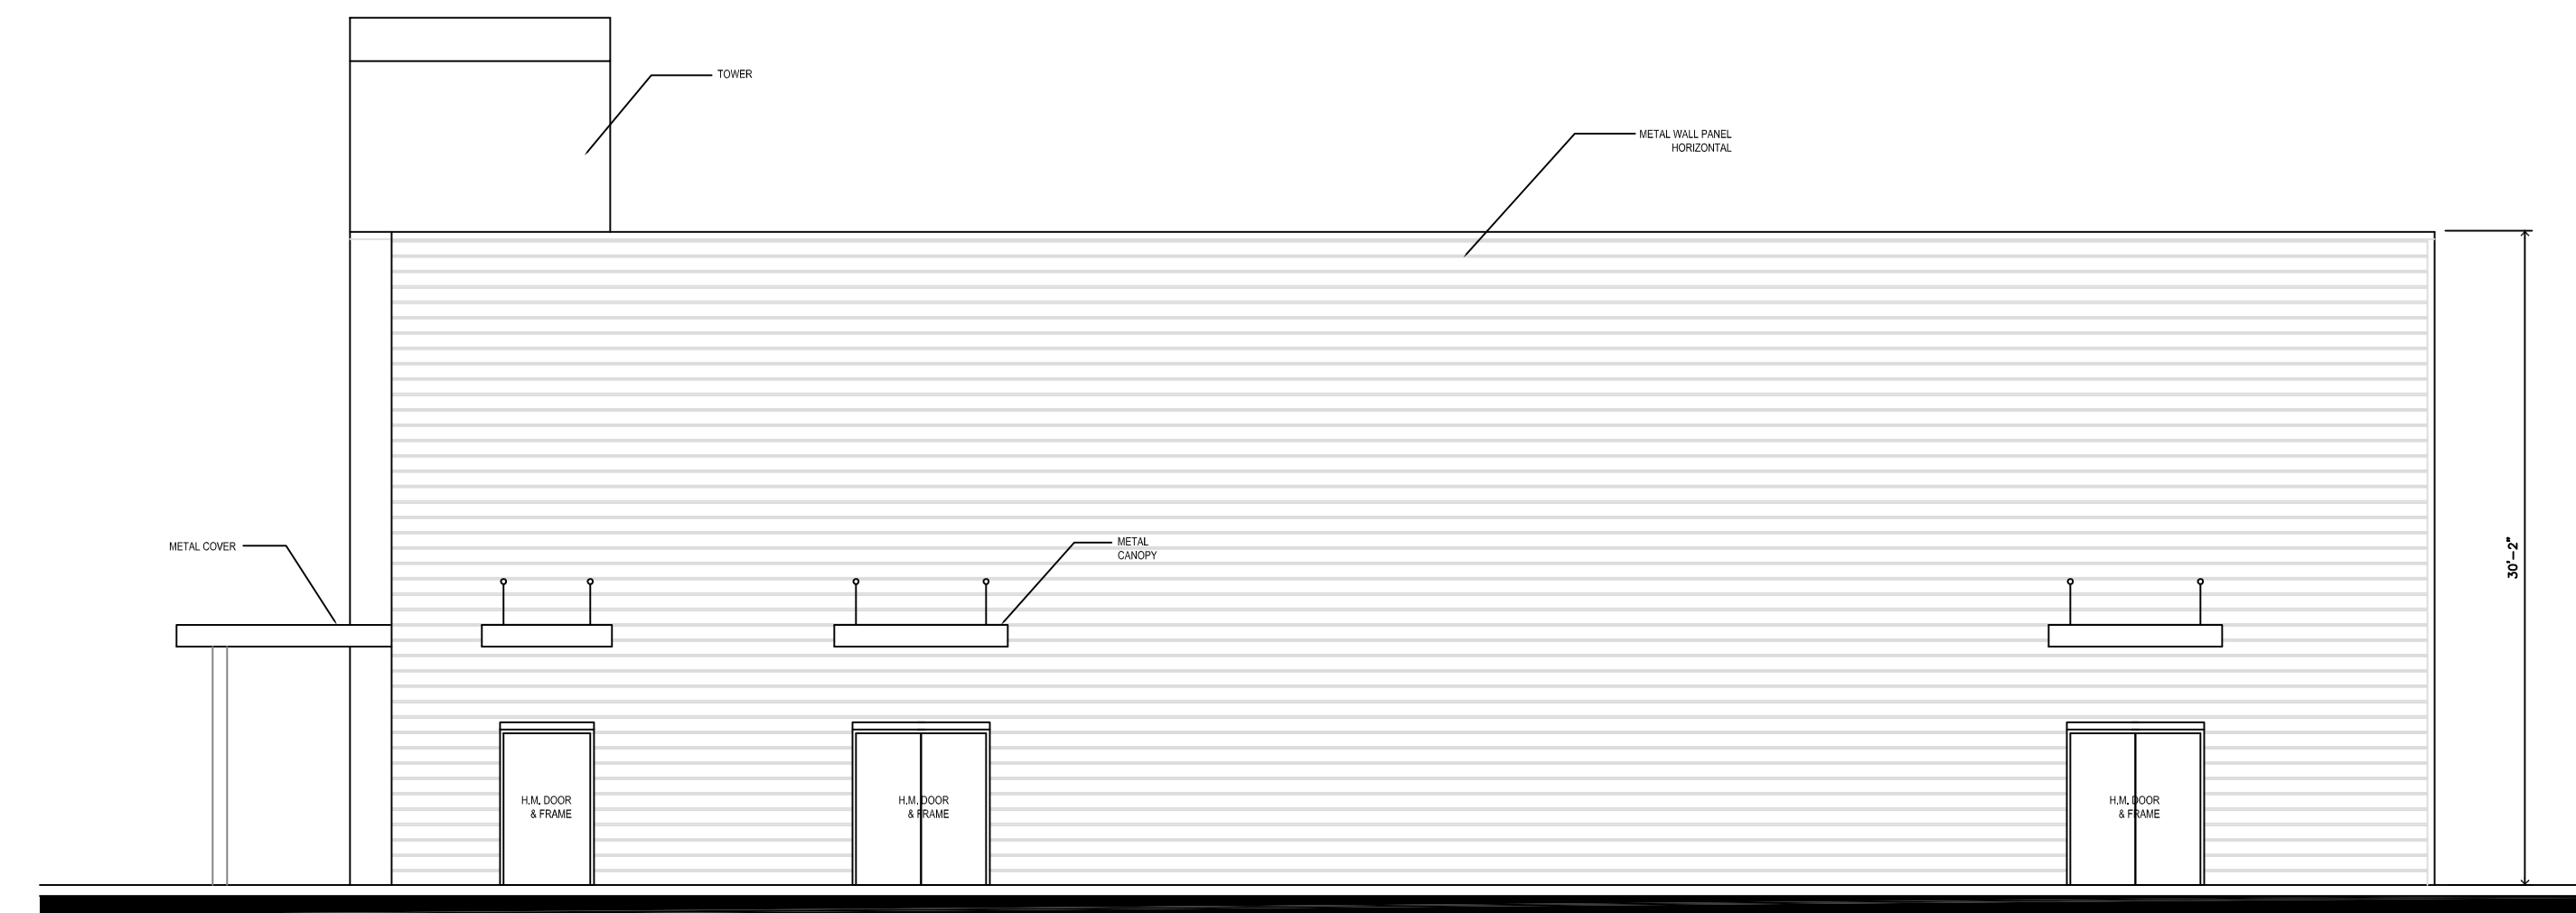 TOWER
METAL WALL PANEL
HORIZONTAL
METAL COVER
METAL
CANOPY
30'-2"
H.M. DOOR
& FRAME
H.M. DOOR
& FRAME
H.M. DOOR
& FRAME